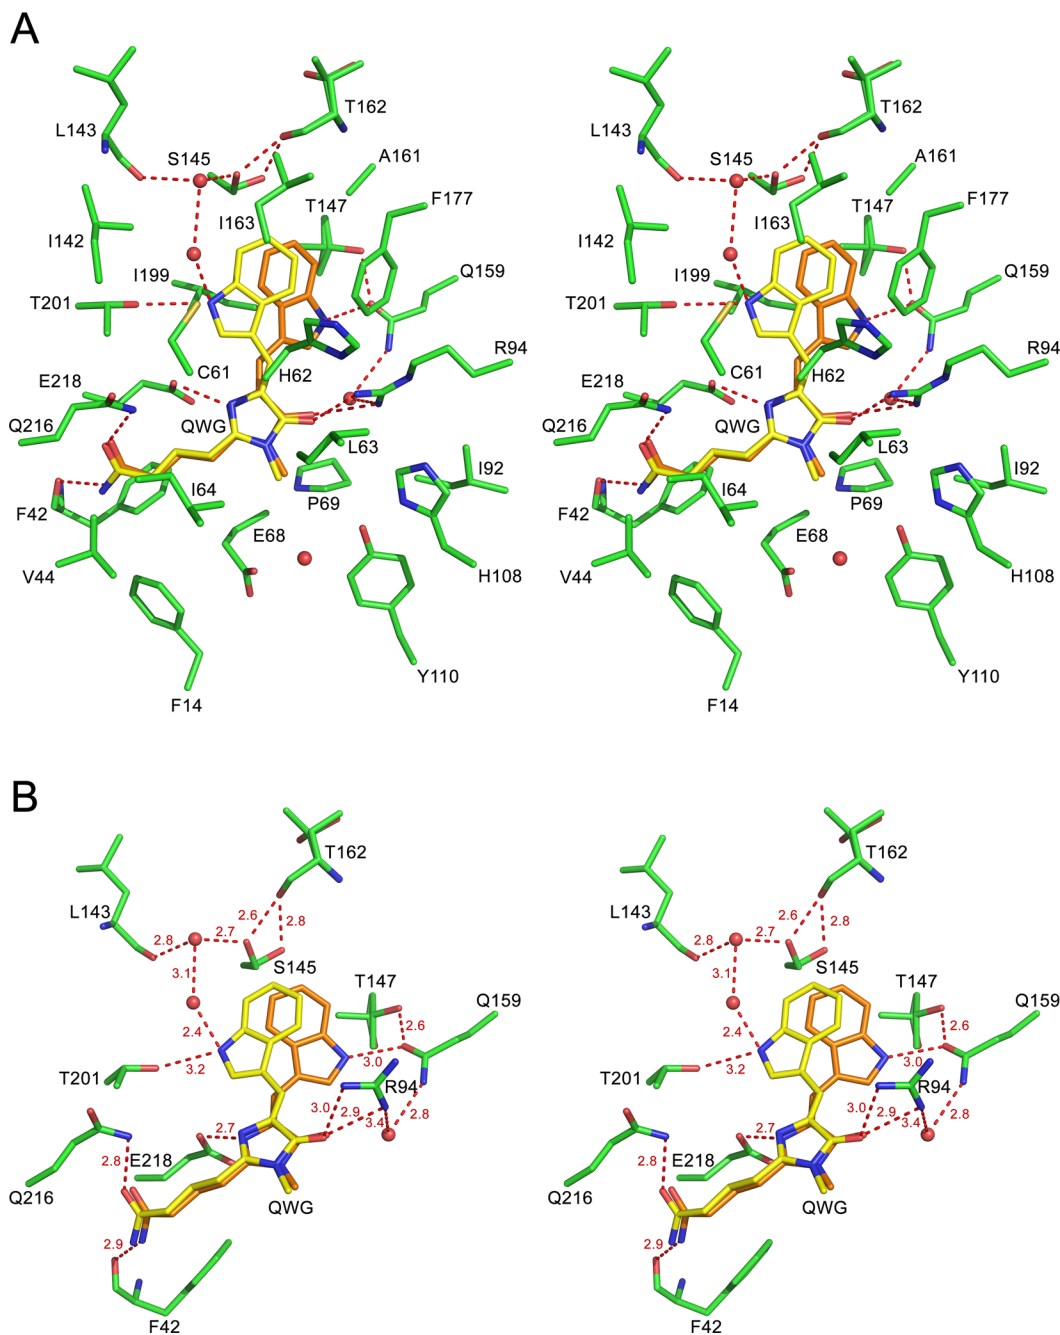 A
T162
L143
S145
A161
T147
F177
I163
I142
I199
Q159
T201
C61
H62
R94
E218
Q216
QWG
L63
I64
I92
P69
F42
E68
V44
H108
Y110
F14
T162
L143
S145
A161
T147
F177
I163
I142
I199
Q159
T201
C61
H62
R94
E218
Q216
QWG
L63
I64
I92
P69
F42
E68
V44
H108
Y110
F14
B
T162
L143
2.6
2.8
2.8
2.7
3.1
S145
T147
Q159
2.4
2.6
3.2
3.0
T201
R94
3.0
2.9
2.8
3.4
2.7
2.8
E218
Q216
QWG
2.9
F42
T162
L143
2.6
2.8
2.8
2.7
3.1
S145
T147
Q159
2.4
2.6
3.2
3.0
T201
R94
3.0
2.9
2.8
3.4
2.7
2.8
E218
Q216
QWG
2.9
F42